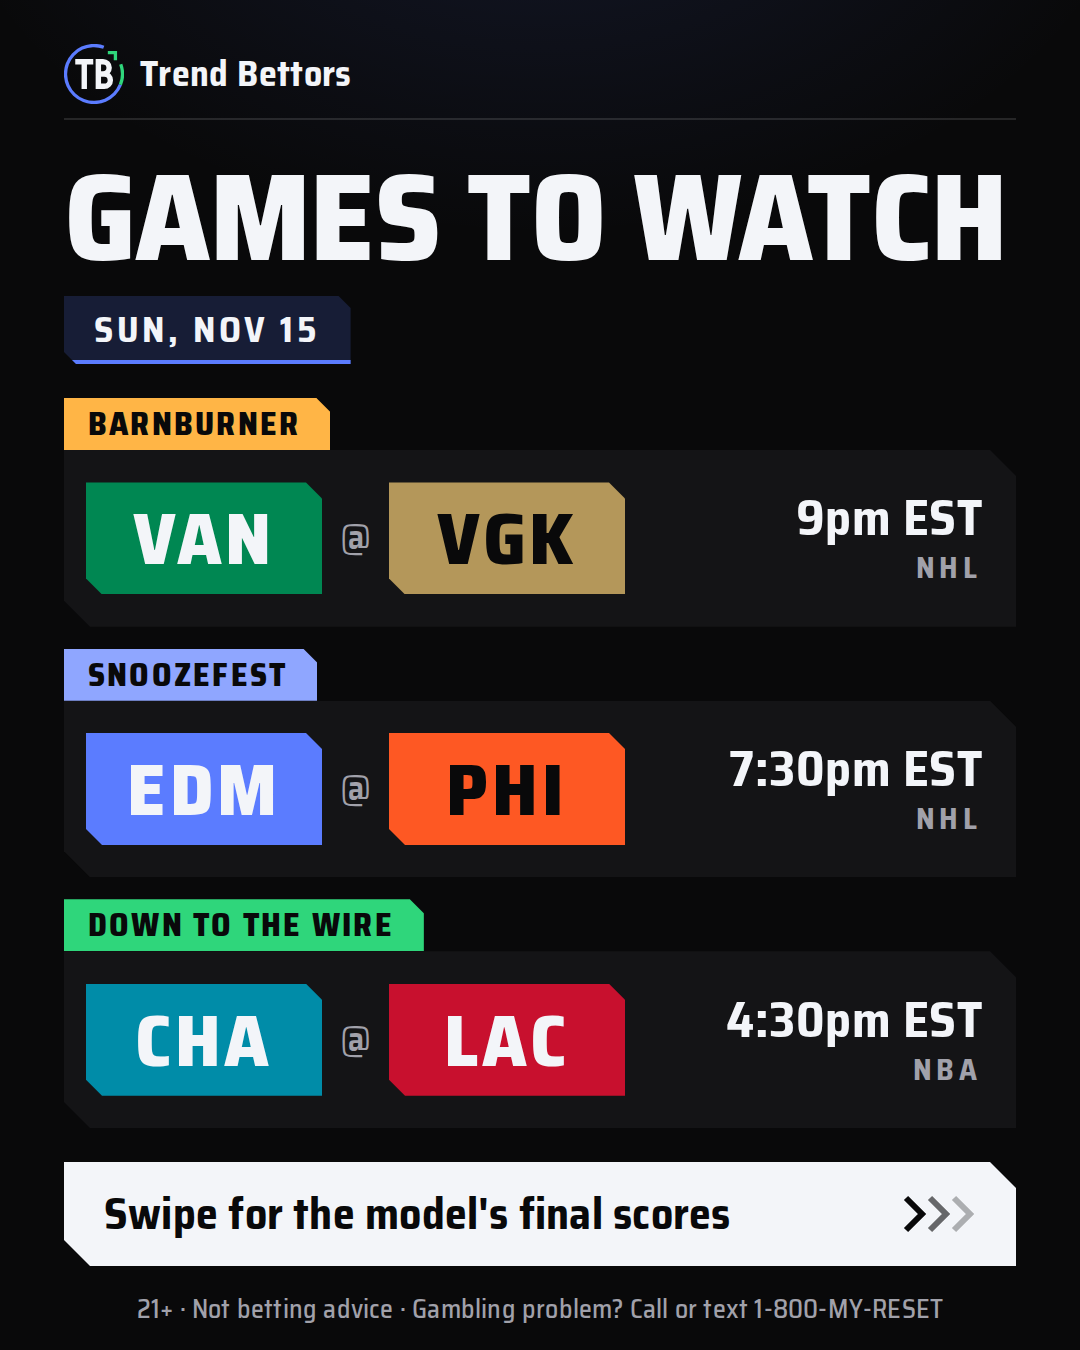 TB Trend Bettors
GAMES TO WATCH
SUN, NOV 15
BARNBURNER
VAN @ VGK 9pm EST
NHL
SNOOZEFEST
EDM @ PHI 7:30pm EST
NHL
DOWN TO THE WIRE
CHA @ LAC 4:30pm EST
NBA
Swipe for the model's final scores
21+ · Not betting advice · Gambling problem? Call or text 1-800-MY-RESET